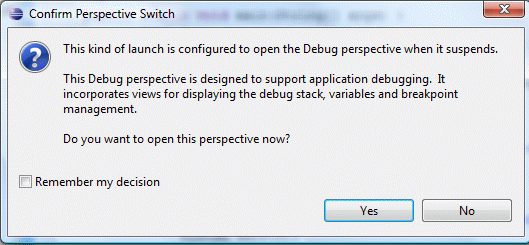 Confirm Perspective Switch
This kind of launch is configured to open the Debug perspective when it suspends.
This Debug perspective is designed to support application debugging. It
incorporates views for displaying the debug stack, variables and breakpoint
management.
Do you want to open this perspective now?
Remember my decision
Yes
No